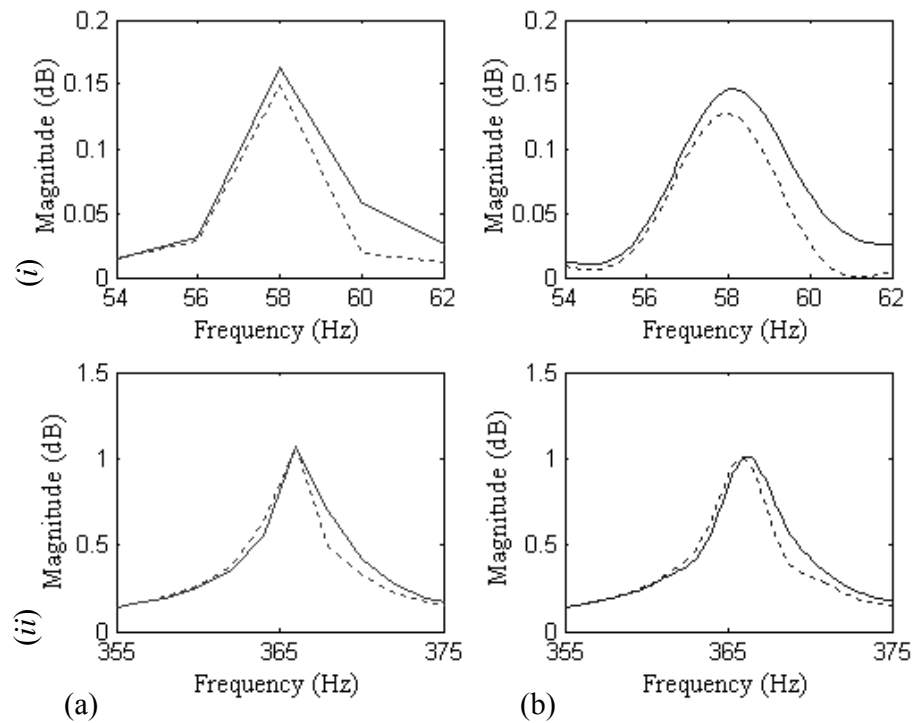 0.2
0.15
0.1
0.05
0
54
56
58
60
62
Magnitude (dB)
Frequency (Hz)
(i)
0.2
0.15
0.1
0.05
0
54
56
58
60
62
Magnitude (dB)
Frequency (Hz)
1.5
1
0.5
0
355
365
375
Magnitude (dB)
Frequency (Hz)
(ii)
1.5
1
0.5
0
355
365
375
Magnitude (dB)
Frequency (Hz)
(a)
(b)